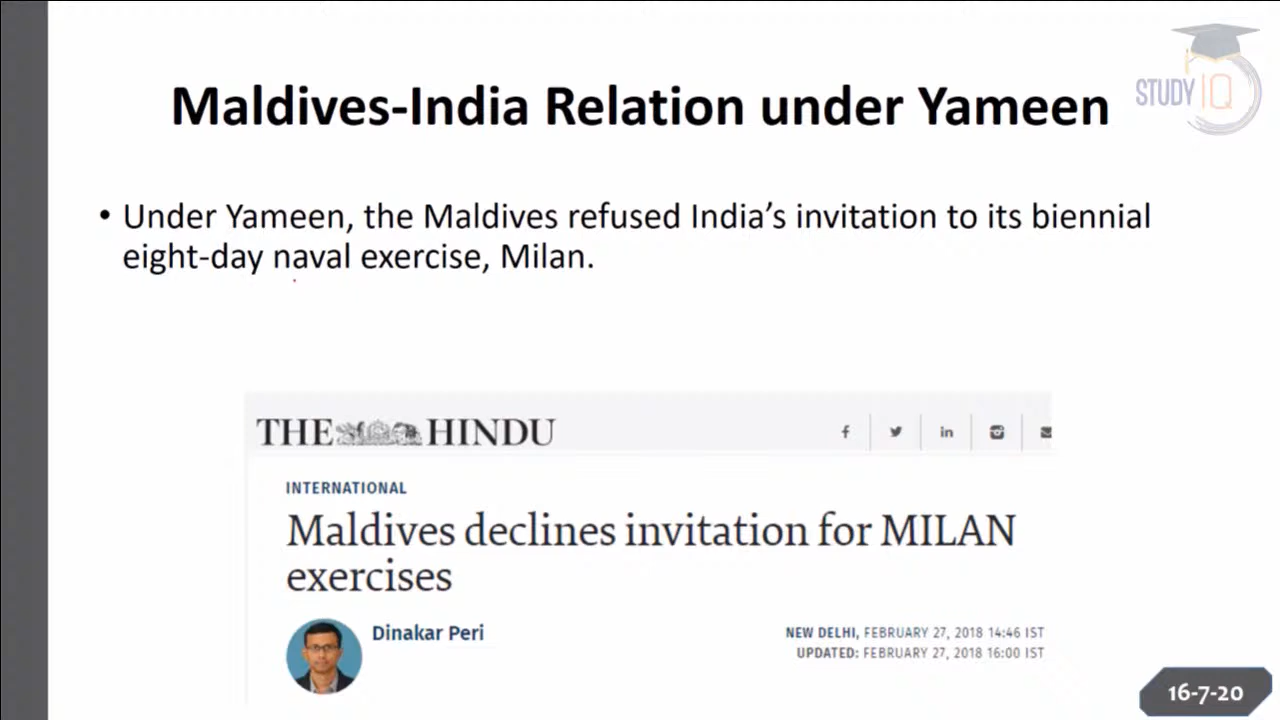 STUDY IQ
Maldives-India Relation under Yameen
• Under Yameen, the Maldives refused India's invitation to its biennial
eight-day naval exercise, Milan.
THE HINDU
INTERNATIONAL
Maldives declines invitation for MILAN
exercises
Dinakar Peri
NEW DELHI, FEBRUARY 27, 2018 14:46 IST
UPDATED: FEBRUARY 27, 2018 16:00 IST
16-7-20